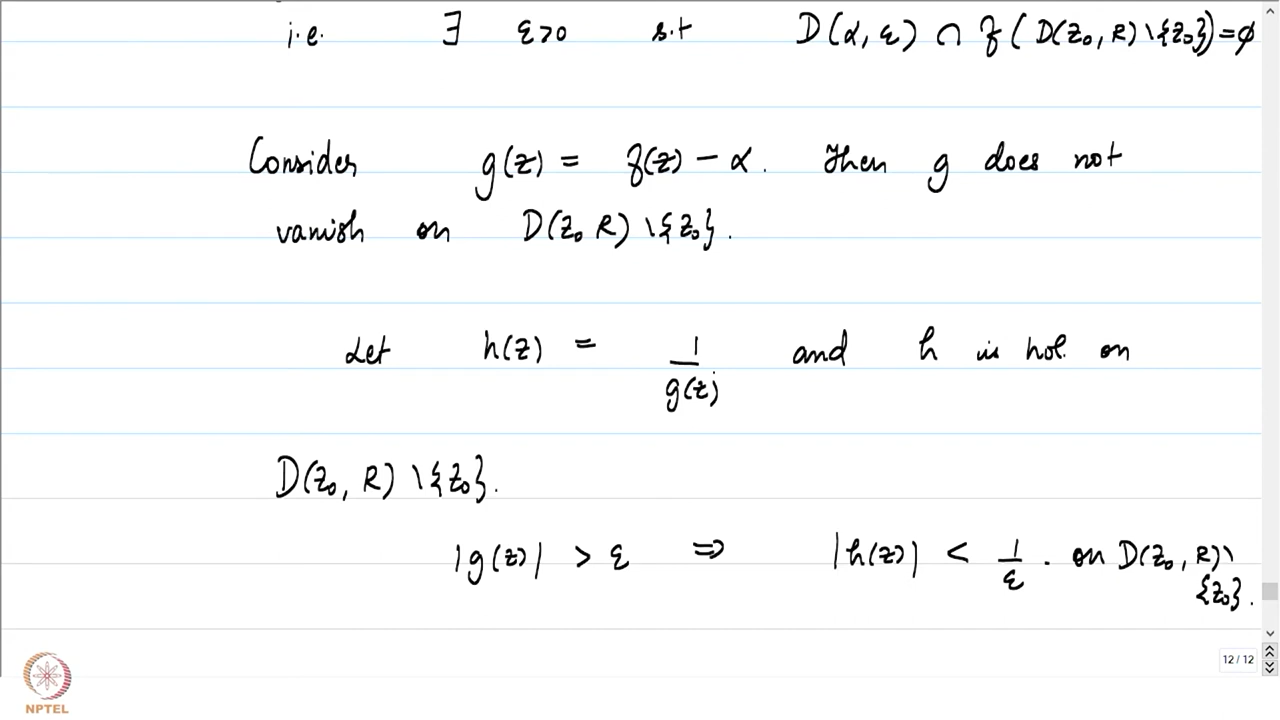 i.e. ∃ ε>0 s.t D(α, ε) ∩ f(D(z₀, R)\{z₀})=φ
Consider g(z) = f(z) - α. Then g does not
vanish on D(z₀ R) \{z₀}.
Let h(z) = 1/g(z) and h is hol. on
D(z₀, R) \{z₀}.
|g(z)| > ε ⇒ |h(z)| < 1/ε . on D(z₀, R)\
{z₀}.
12 / 12
NPTEL